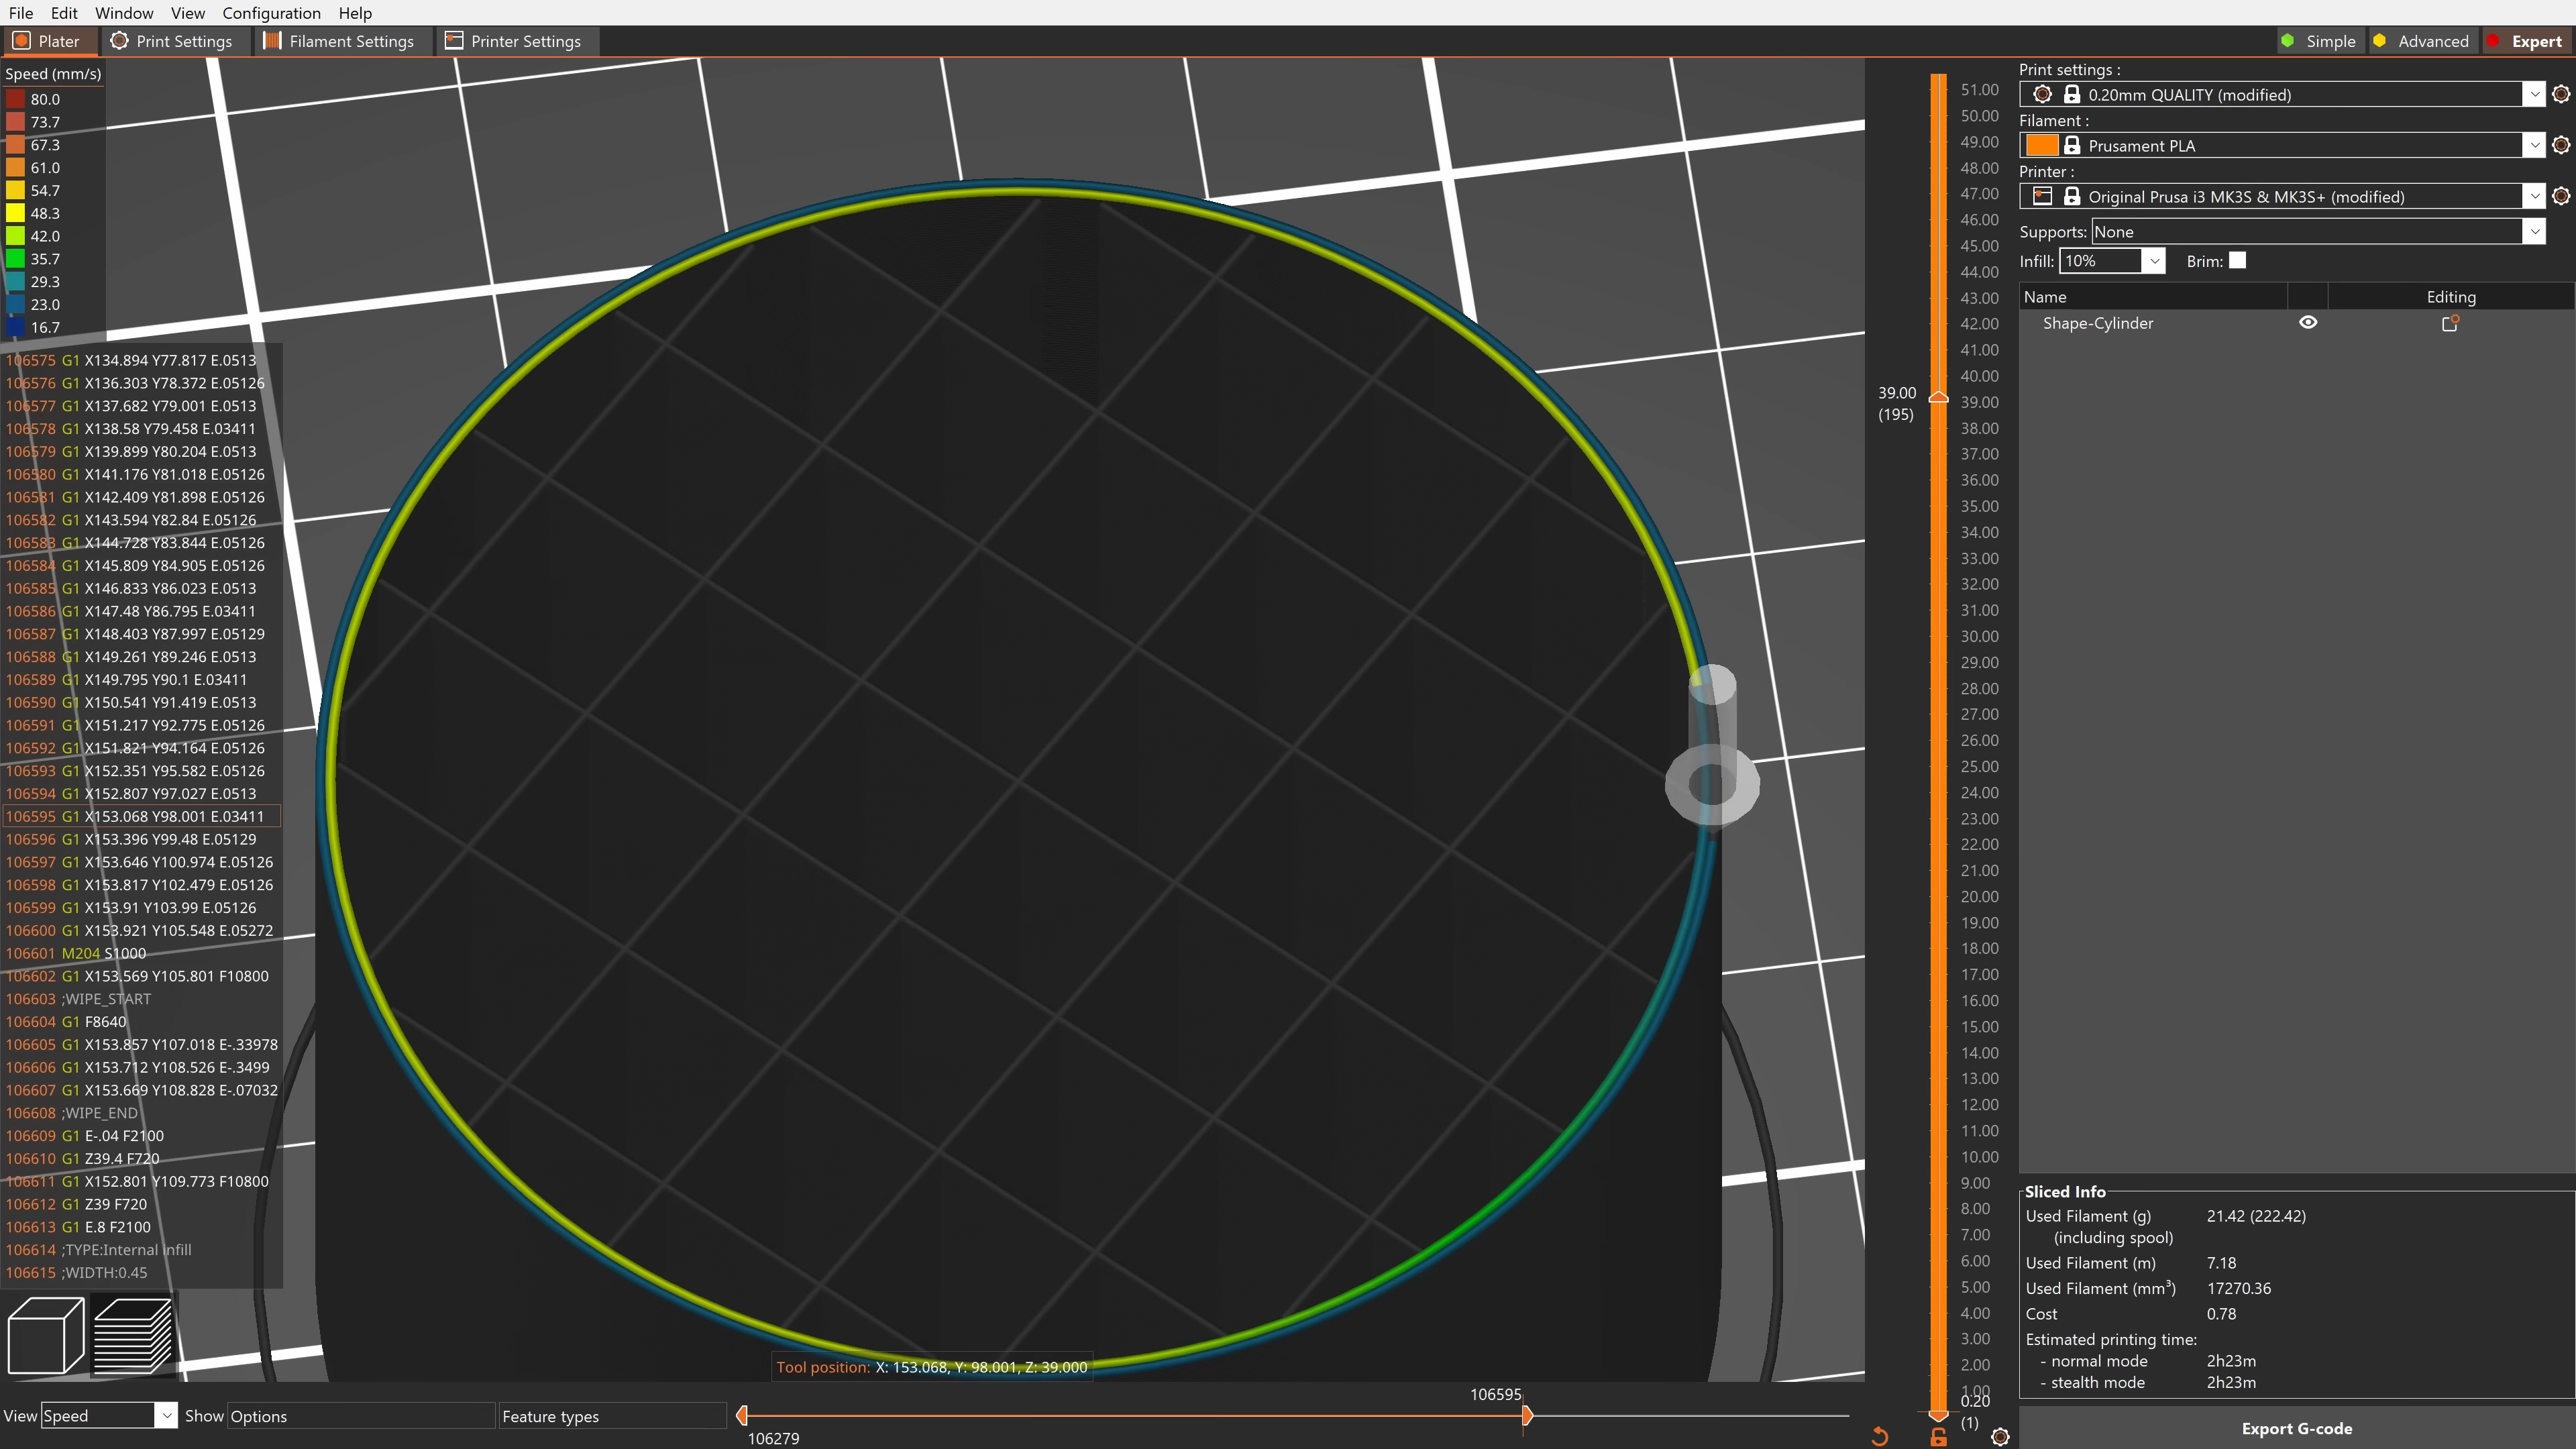 File Edit Window View Configuration Help
Plater Print Settings Filament Settings Printer Settings Simple Advanced Expert
Speed (mm/s)
80.0
73.7
67.3
61.0
54.7
48.3
42.0
35.7
29.3
23.0
16.7
106575 G1 X134.894 Y77.817 E.0513
106576 G1 X136.303 Y78.372 E.05126
106577 G1 X137.682 Y79.001 E.0513
106578 G1 X138.58 Y79.458 E.03411
106579 G1 X139.899 Y80.204 E.0513
106580 G1 X141.176 Y81.018 E.05126
106581 G1 X142.409 Y81.898 E.05126
106582 G1 X143.594 Y82.84 E.05126
106583 G1 X144.728 Y83.844 E.05126
106584 G1 X145.809 Y84.905 E.05126
106585 G1 X146.833 Y86.023 E.0513
106586 G1 X147.48 Y86.795 E.03411
106587 G1 X148.403 Y87.997 E.05129
106588 G1 X149.261 Y89.246 E.0513
106589 G1 X149.795 Y90.1 E.03411
106590 G1 X150.541 Y91.419 E.0513
106591 G1 X151.217 Y92.775 E.05126
106592 G1 X151.821 Y94.164 E.05126
106593 G1 X152.351 Y95.582 E.05126
106594 G1 X152.807 Y97.027 E.0513
106595 G1 X153.068 Y98.001 E.03411
106596 G1 X153.396 Y99.48 E.05129
106597 G1 X153.646 Y100.974 E.05126
106598 G1 X153.817 Y102.479 E.05126
106599 G1 X153.91 Y103.99 E.05126
106600 G1 X153.921 Y105.548 E.05272
106601 M204 S1000
106602 G1 X153.569 Y105.801 F10800
106603 ;WIPE_START
106604 G1 F8640
106605 G1 X153.857 Y107.018 E-.33978
106606 G1 X153.712 Y108.526 E-.3499
106607 G1 X153.669 Y108.828 E-.07032
106608 ;WIPE_END
106609 G1 E-.04 F2100
106610 G1 Z39.4 F720
106611 G1 X152.801 Y109.773 F10800
106612 G1 Z39 F720
106613 G1 E.8 F2100
106614 ;TYPE:Internal infill
106615 ;WIDTH:0.45
Tool position: X: 153.068, Y: 98.001, Z: 39.000
View Speed Show Options Feature types
106595
106279
39.00
(195)
51.00
50.00
49.00
48.00
47.00
46.00
45.00
44.00
43.00
42.00
41.00
40.00
39.00
38.00
37.00
36.00
35.00
34.00
33.00
32.00
31.00
30.00
29.00
28.00
27.00
26.00
25.00
24.00
23.00
22.00
21.00
20.00
19.00
18.00
17.00
16.00
15.00
14.00
13.00
12.00
11.00
10.00
9.00
8.00
7.00
6.00
5.00
4.00
3.00
2.00
1.00
0.20
(1)
Print settings :
0.20mm QUALITY (modified)
Filament :
Prusament PLA
Printer :
Original Prusa i3 MK3S & MK3S+ (modified)
Supports: None
Infill: 10% Brim:
Name Editing
Shape-Cylinder
Sliced Info
Used Filament (g) 21.42 (222.42)
(including spool)
Used Filament (m) 7.18
Used Filament (mm³) 17270.36
Cost 0.78
Estimated printing time:
- normal mode 2h23m
- stealth mode 2h23m
Export G-code